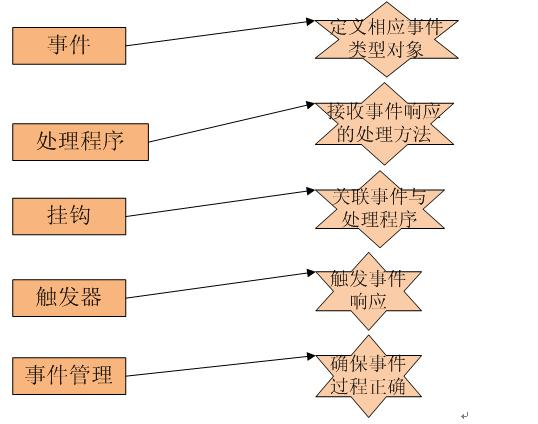 事件
定义相应事件
类型对象
处理程序
接收事件响应
的处理方法
挂钩
关联事件与
处理程序
触发器
触发事件
响应
事件管理
确保事件
过程正确